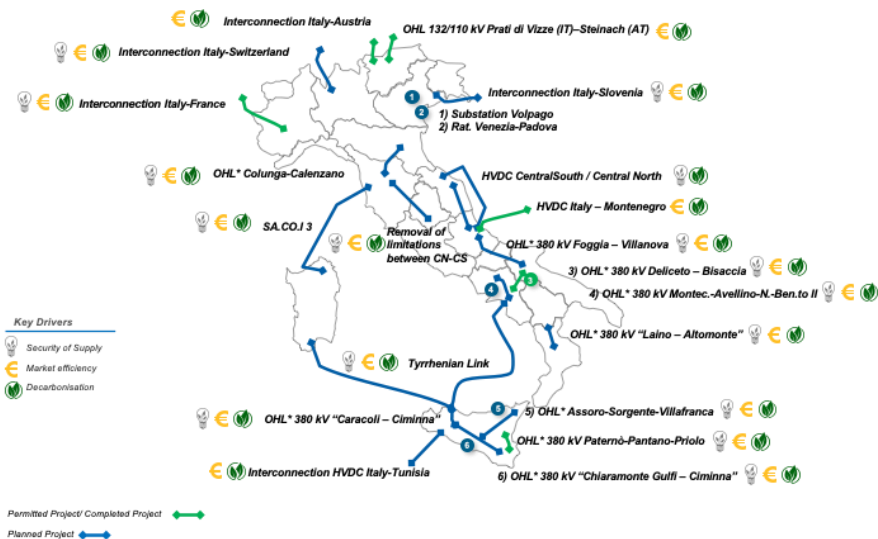 Interconnection Italy-Austria
OHL 132/110 kV Prati di Vizze (IT)–Steinach (AT)
Interconnection Italy-Switzerland
Interconnection Italy-France
Interconnection Italy-Slovenia
1
2
1) Substation Volpago
2) Rat. Venezia-Padova
OHL* Colunga-Calenzano
HVDC CentralSouth / Central North
HVDC Italy – Montenegro
SA.CO.I 3
Removal of
limitations
between CN-CS
OHL* 380 kV Foggia – Villanova
3) OHL* 380 kV Deliceto – Bisaccia
3
4
4) OHL* 380 kV Montec.-Avellino-N.-Ben.to II
Key Drivers
Security of Supply
Market efficiency
Decarbonisation
OHL* 380 kV “Laino – Altomonte”
Tyrrhenian Link
5
5) OHL* Assoro-Sorgente-Villafranca
OHL* 380 kV “Caracoli – Ciminna”
OHL* 380 kV Paternò-Pantano-Priolo
6
Interconnection HVDC Italy-Tunisia
6) OHL* 380 kV “Chiaramonte Gulfi – Ciminna”
Permitted Project/ Completed Project
Planned Project